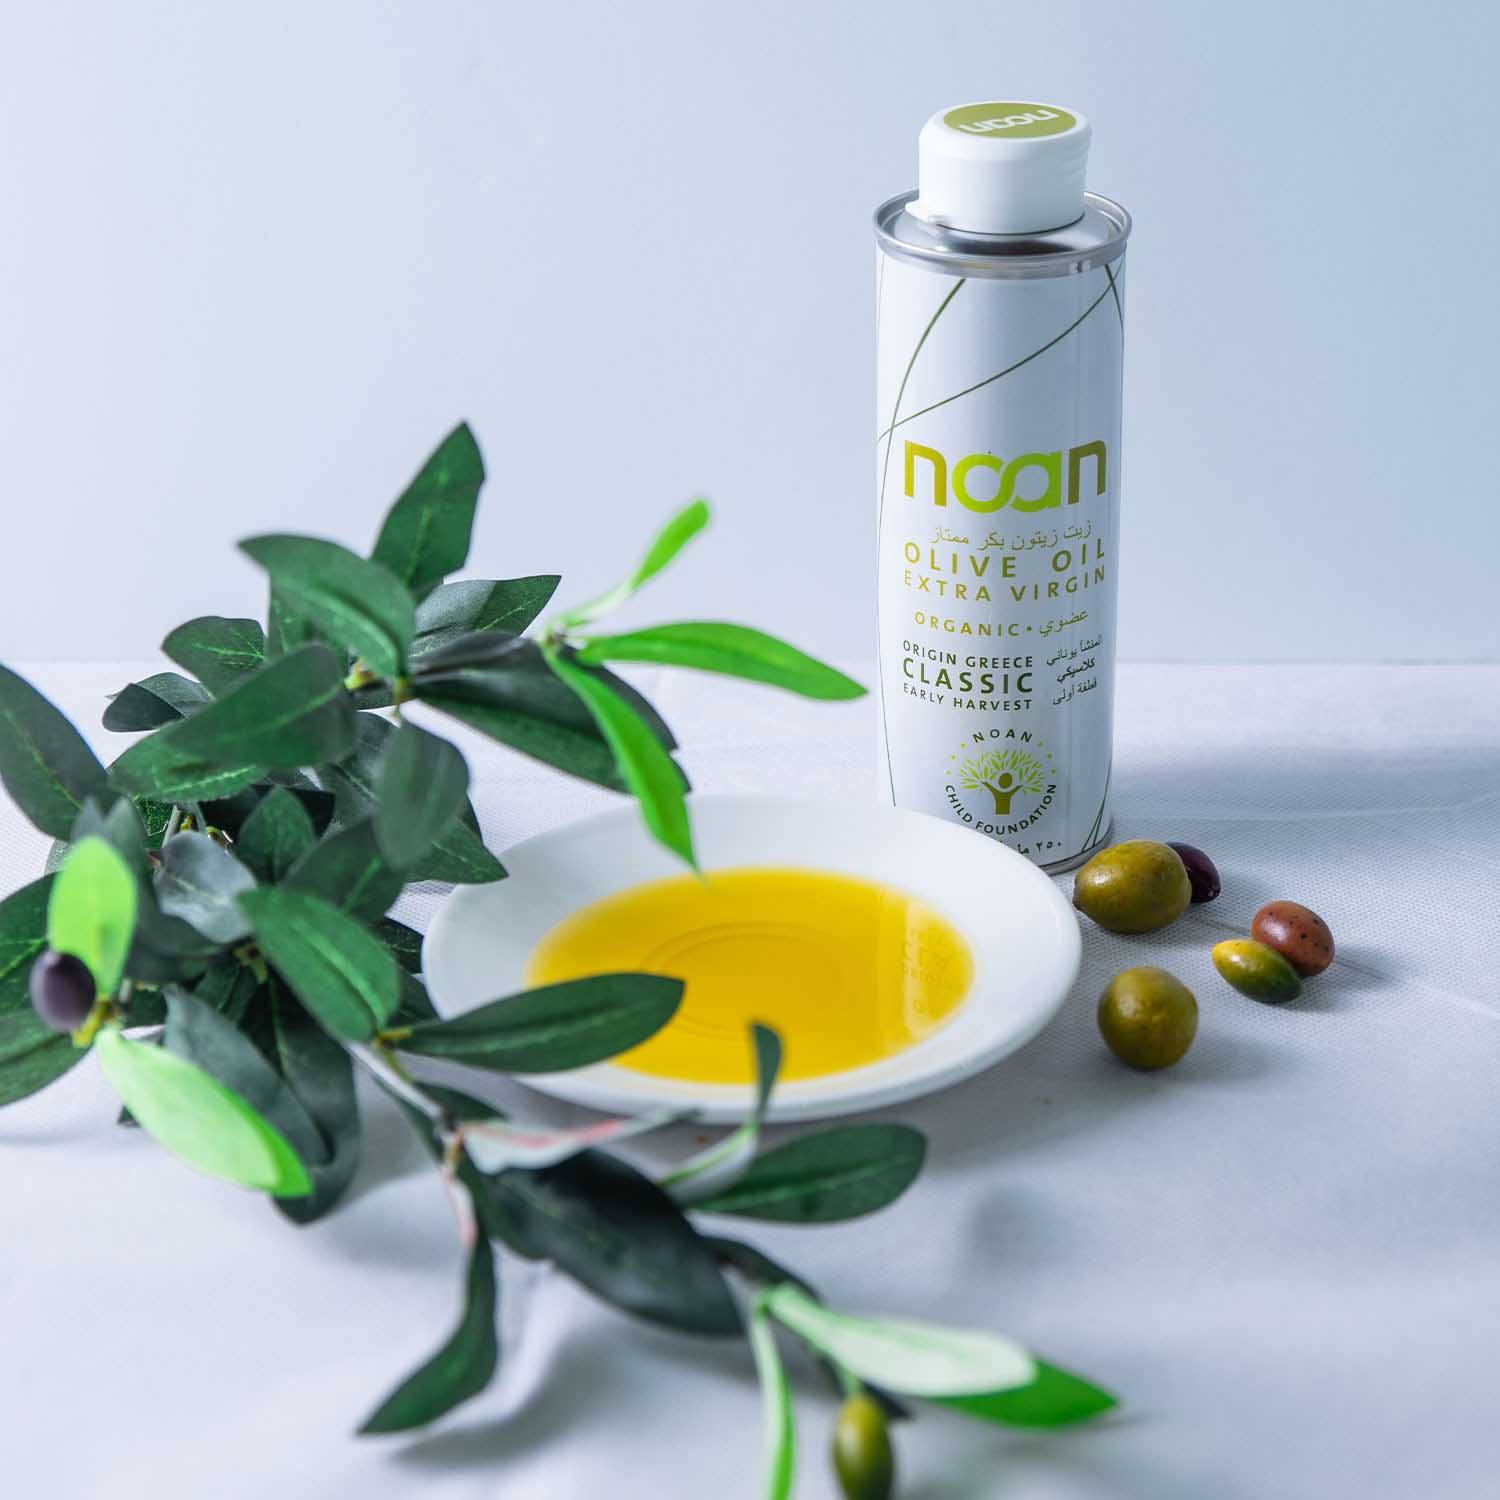 noan
noan
زيت زيتون بكر ممتاز
OLIVE OIL
EXTRA VIRGIN
ORGANIC • عضوي
ORIGIN GREECE المنشأ يوناني
CLASSIC كلاسيكي
EARLY HARVEST قطفة أولى
NOAN
CHILD FOUNDATION
٢٥٠